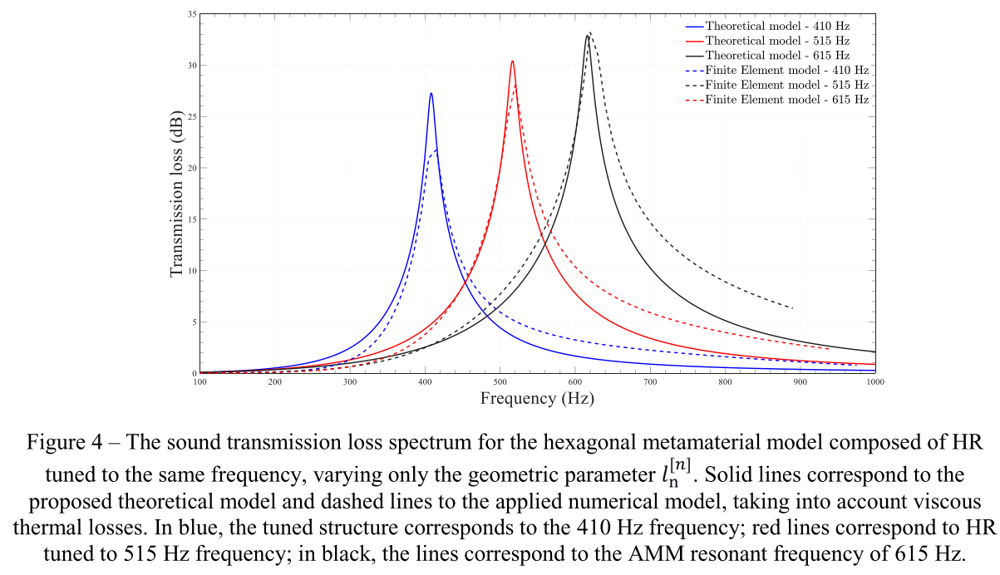 35
30
25
20
15
10
5
0
Transmission loss (dB)
100 200 300 400 500 600 700 800 900 1000
Frequency (Hz)
Theoretical model - 410 Hz
Theoretical model - 515 Hz
Theoretical model - 615 Hz
Finite Element model - 410 Hz
Finite Element model - 515 Hz
Finite Element model - 615 Hz
Figure 4 – The sound transmission loss spectrum for the hexagonal metamaterial model composed of HR
tuned to the same frequency, varying only the geometric parameter $l_{\mathrm{n}}^{[n]}$. Solid lines correspond to the
proposed theoretical model and dashed lines to the applied numerical model, taking into account viscous
thermal losses. In blue, the tuned structure corresponds to the 410 Hz frequency; red lines correspond to HR
tuned to 515 Hz frequency; in black, the lines correspond to the AMM resonant frequency of 615 Hz.